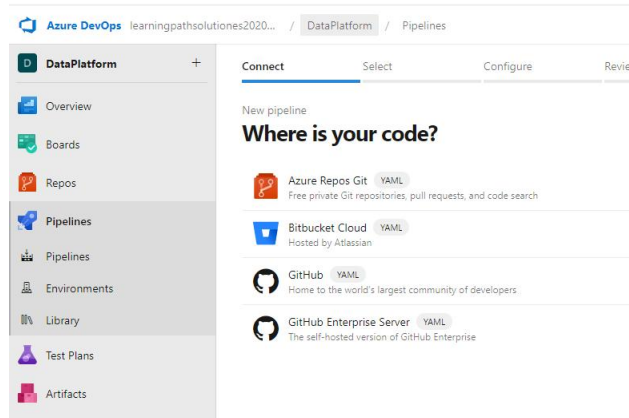 Azure DevOps learningpathsolutiones2020... / DataPlatform / Pipelines
D DataPlatform +
Overview
Boards
Repos
Pipelines
Pipelines
Environments
Library
Test Plans
Artifacts
Connect Select Configure Revie
New pipeline
Where is your code?
Azure Repos Git YAML
Free private Git repositories, pull requests, and code search
Bitbucket Cloud YAML
Hosted by Atlassian
GitHub YAML
Home to the world's largest community of developers
GitHub Enterprise Server YAML
The self-hosted version of GitHub Enterprise